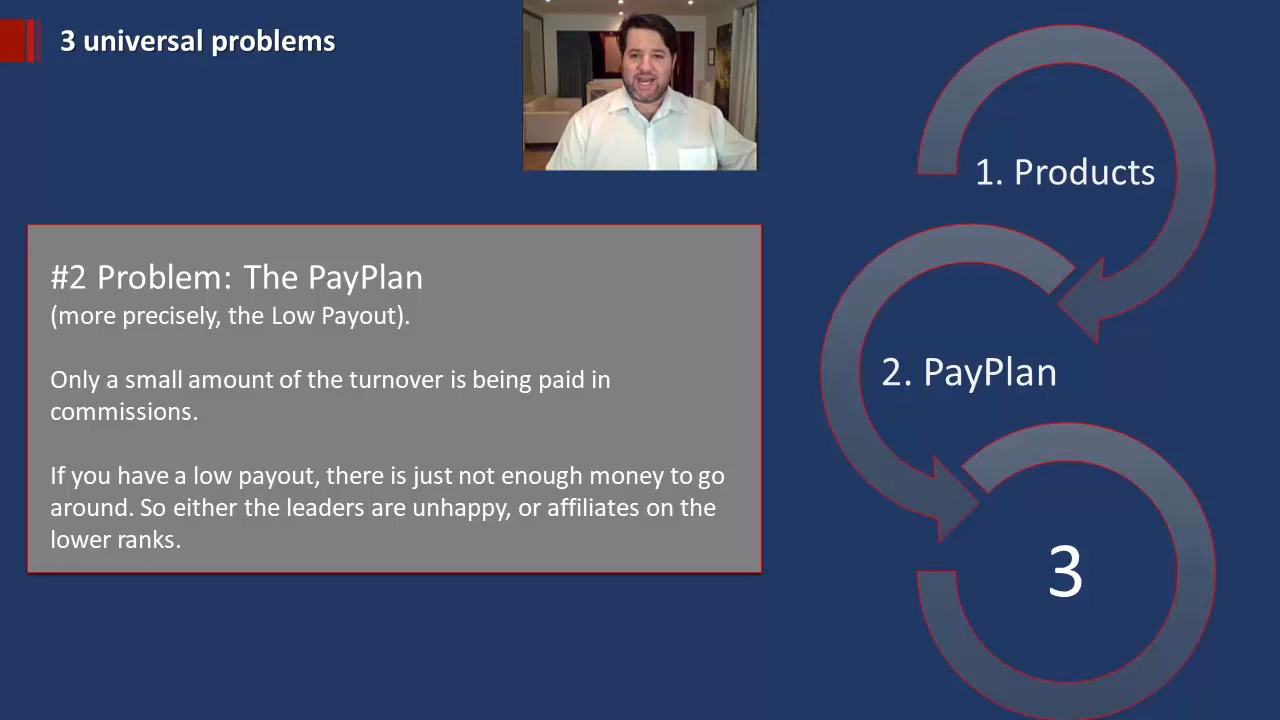 3 universal problems
1. Products
#2 Problem: The PayPlan
(more precisely, the Low Payout).
Only a small amount of the turnover is being paid in
commissions.
If you have a low payout, there is just not enough money to go
around. So either the leaders are unhappy, or affiliates on the
lower ranks.
2. PayPlan
3